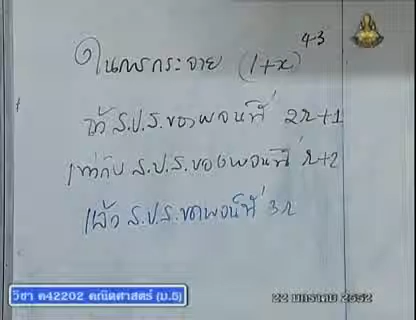 ในการกระจาย (1+x)⁴³
ให้ ส.ป.ส. ของพจน์ที่ 2r+1
เท่ากับ ส.ป.ส. ของพจน์ที่ r+2
แล้ว ส.ป.ส. ของพจน์ที่ 3r
วิชา ค42202 คณิตศาสตร์ (ม.5)
22 มกราคม 2552